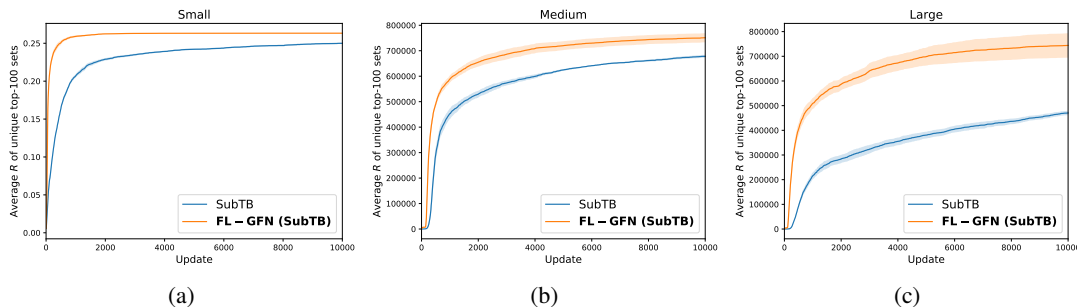 Small
Average R of unique top-100 sets
0.25
0.20
0.15
0.10
0.05
0.00
0 2000 4000 6000 8000 10000
Update
SubTB
FL−GFN (SubTB)
(a)
Medium
Average R of unique top-100 sets
800000
700000
600000
500000
400000
300000
200000
100000
0
0 2000 4000 6000 8000 10000
Update
SubTB
FL−GFN (SubTB)
(b)
Large
Average R of unique top-100 sets
800000
700000
600000
500000
400000
300000
200000
100000
0
0 2000 4000 6000 8000 10000
Update
SubTB
FL−GFN (SubTB)
(c)